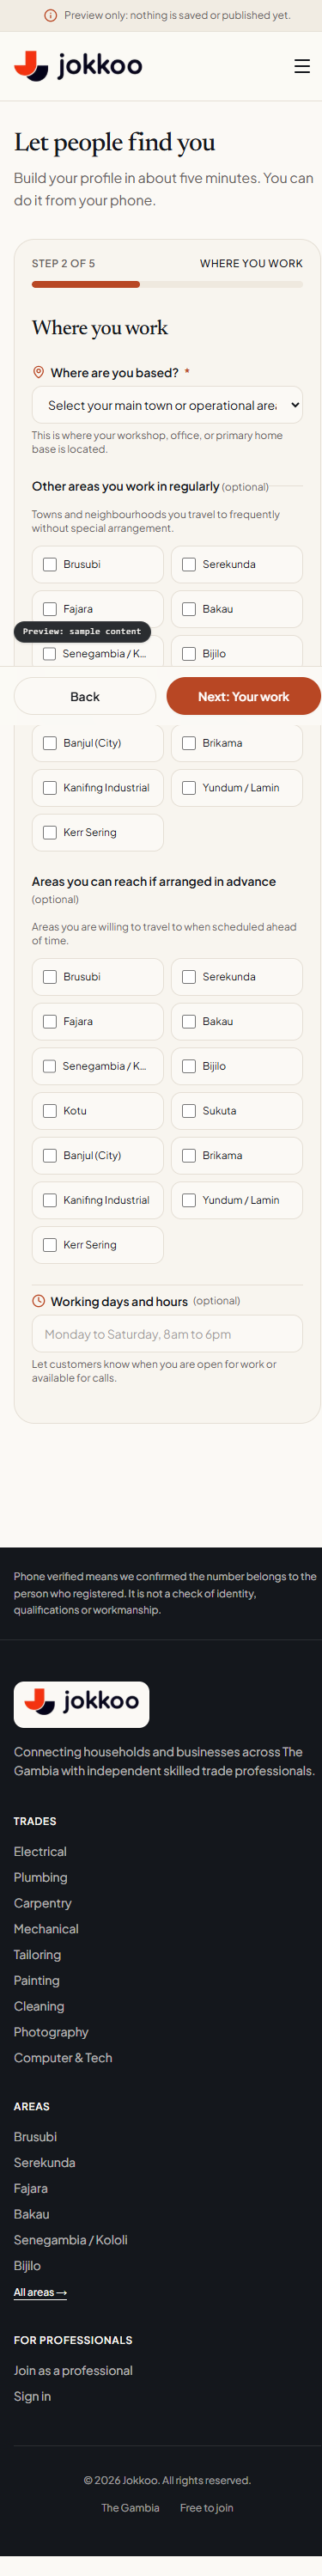 Preview only: nothing is saved or published yet.
jokkoo
Let people find you
Build your profile in about five minutes. You can
do it from your phone.
STEP 2 OF 5 WHERE YOU WORK
Where you work
Where are you based? *
Select your main town or operational area
This is where your workshop, office, or primary home
base is located.
Other areas you work in regularly (optional)
Towns and neighbourhoods you travel to frequently
without special arrangement.
Brusubi Serekunda
Fajara Bakau
Preview: sample content
Senegambia / K... Bijilo
Back Next: Your work
Banjul (City) Brikama
Kanifing Industrial Yundum / Lamin
Kerr Sering
Areas you can reach if arranged in advance
(optional)
Areas you are willing to travel to when scheduled ahead
of time.
Brusubi Serekunda
Fajara Bakau
Senegambia / K... Bijilo
Kotu Sukuta
Banjul (City) Brikama
Kanifing Industrial Yundum / Lamin
Kerr Sering
Working days and hours (optional)
Monday to Saturday, 8am to 6pm
Let customers know when you are open for work or
available for calls.
Phone verified means we confirmed the number belongs to the
person who registered. It is not a check of identity,
qualifications or workmanship.
jokkoo
Connecting households and businesses across The
Gambia with independent skilled trade professionals.
TRADES
Electrical
Plumbing
Carpentry
Mechanical
Tailoring
Painting
Cleaning
Photography
Computer & Tech
AREAS
Brusubi
Serekunda
Fajara
Bakau
Senegambia / Kololi
Bijilo
All areas →
FOR PROFESSIONALS
Join as a professional
Sign in
© 2026 Jokkoo. All rights reserved.
The Gambia Free to join